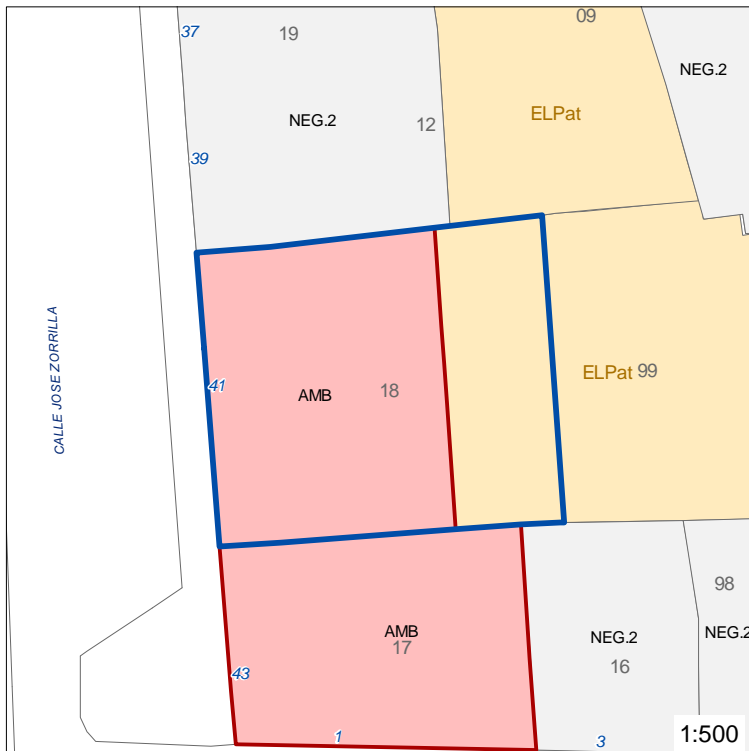 37
19
09
NEG.2
NEG.2
12
ELPat
39
CALLE JOSE ZORRILLA
41
AMB
18
ELPat 99
AMB
17
43
1
NEG.2
16
98
NEG.2
3
1:500